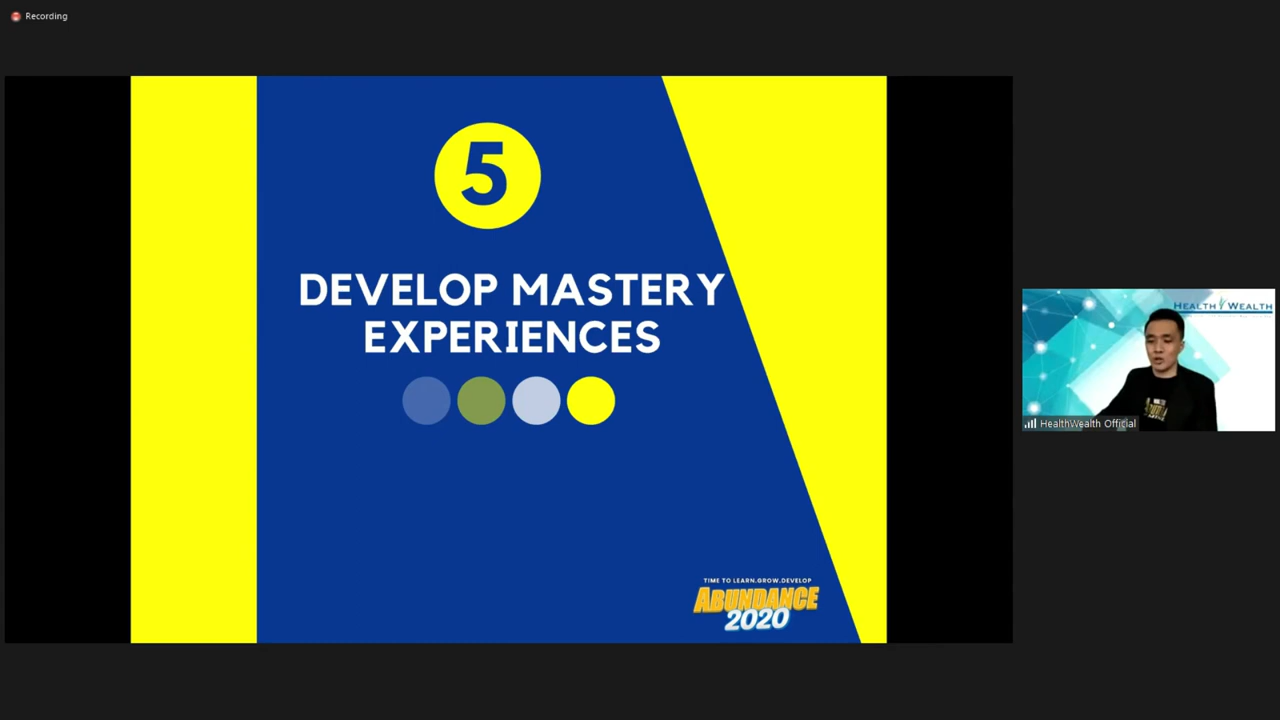 Recording
5
DEVELOP MASTERY
EXPERIENCES
TIME TO LEARN.GROW.DEVELOP
ABUNDANCE
2020
HEALTH WEALTH
HealthWealth Official